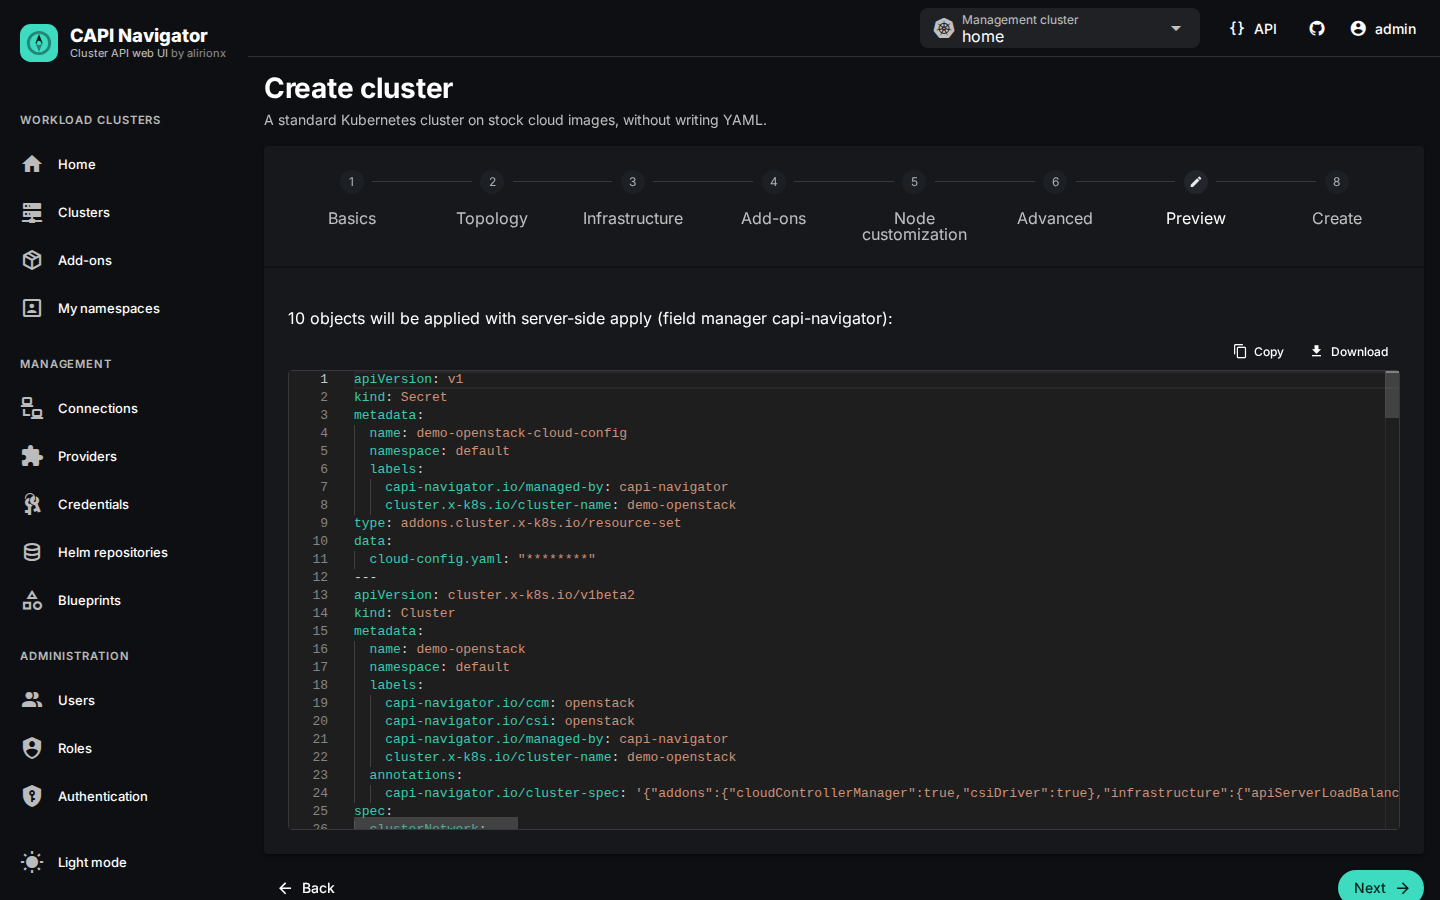 CAPI Navigator
Cluster API web UI by alirionx
Management cluster
home
API
admin
WORKLOAD CLUSTERS
Home
Clusters
Add-ons
My namespaces
MANAGEMENT
Connections
Providers
Credentials
Helm repositories
Blueprints
ADMINISTRATION
Users
Roles
Authentication
Light mode
Create cluster
A standard Kubernetes cluster on stock cloud images, without writing YAML.
1
Basics
2
Topology
3
Infrastructure
4
Add-ons
5
Node
customization
6
Advanced
Preview
8
Create
10 objects will be applied with server-side apply (field manager capi-navigator):
Copy
Download
1 apiVersion: v1
2 kind: Secret
3 metadata:
4 name: demo-openstack-cloud-config
5 namespace: default
6 labels:
7 capi-navigator.io/managed-by: capi-navigator
8 cluster.x-k8s.io/cluster-name: demo-openstack
9 type: addons.cluster.x-k8s.io/resource-set
10 data:
11 cloud-config.yaml: "********"
12 ---
13 apiVersion: cluster.x-k8s.io/v1beta2
14 kind: Cluster
15 metadata:
16 name: demo-openstack
17 namespace: default
18 labels:
19 capi-navigator.io/ccm: openstack
20 capi-navigator.io/csi: openstack
21 capi-navigator.io/managed-by: capi-navigator
22 cluster.x-k8s.io/cluster-name: demo-openstack
23 annotations:
24 capi-navigator.io/cluster-spec: '{"addons":{"cloudControllerManager":true,"csiDriver":true},"infrastructure":{"apiServerLoadBalanc
25 spec:
26 clusterNetwork:
Back
Next